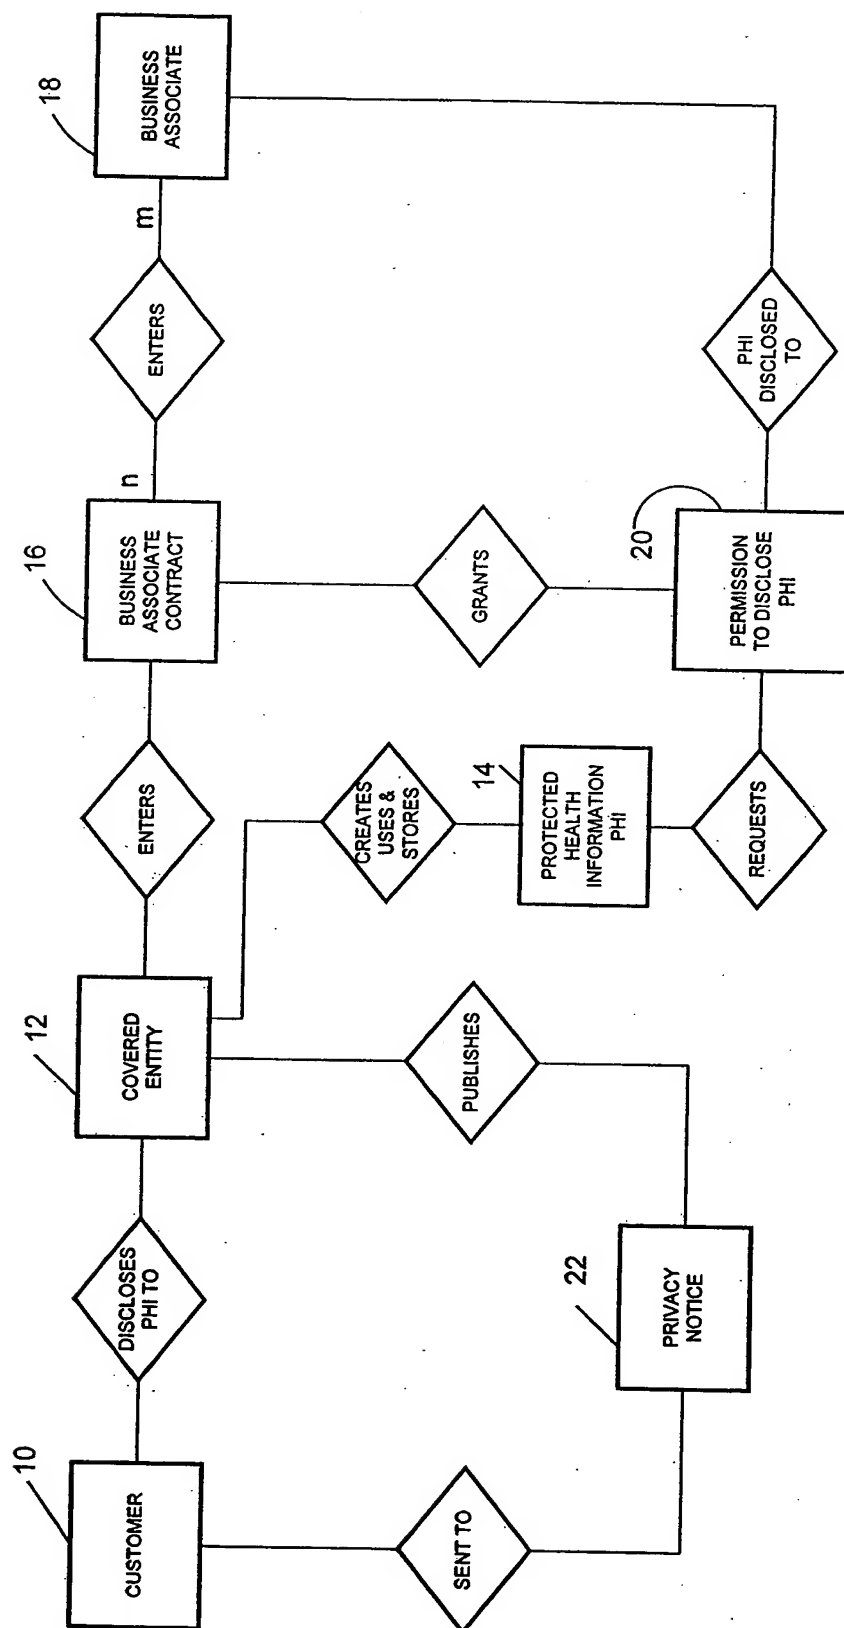 10
CUSTOMER
DISCLOSES
PHI TO
12
COVERED
ENTITY
ENTERS
16
BUSINESS
ASSOCIATE
CONTRACT
n
ENTERS
m
18
BUSINESS
ASSOCIATE
SENT TO
PUBLISHES
CREATES
USES &
STORES
GRANTS
22
PRIVACY
NOTICE
14
PROTECTED
HEALTH
INFORMATION
PHI
REQUESTS
20
PERMISSION
TO DISCLOSE
PHI
PHI
DISCLOSED
TO